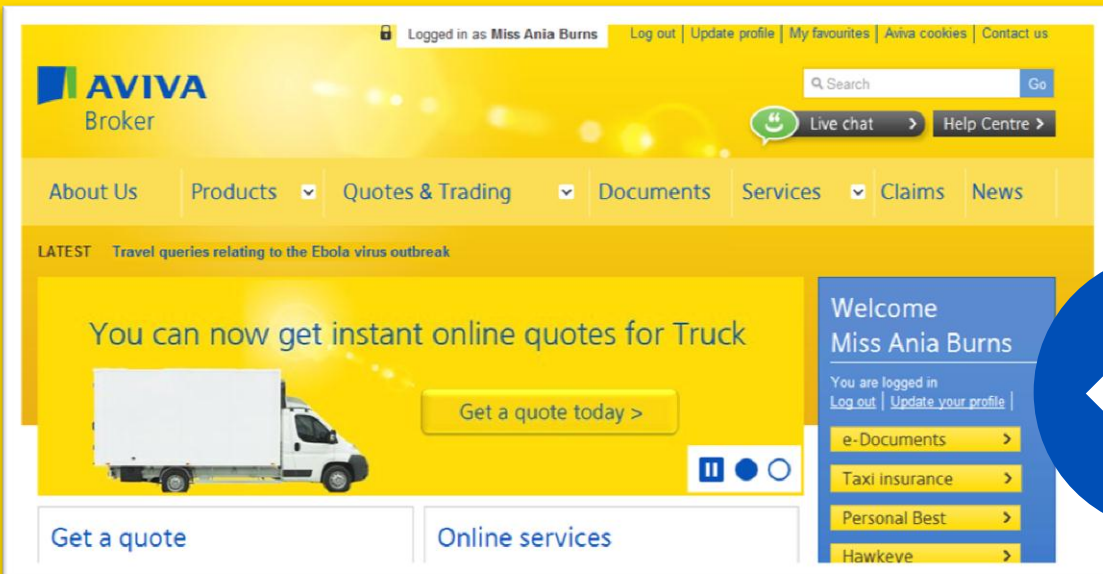 Logged in as Miss Ania Burns Log out | Update profile | My favourites | Aviva cookies | Contact us
AVIVA
Broker
Search Go
Live chat > Help Centre >
About Us Products Quotes & Trading Documents Services Claims News
LATEST Travel queries relating to the Ebola virus outbreak
You can now get instant online quotes for Truck
Get a quote today >
Welcome
Miss Ania Burns
You are logged in
Log out | Update your profile |
e-Documents >
Taxi insurance >
Personal Best >
Hawkeye >
Get a quote
Online services